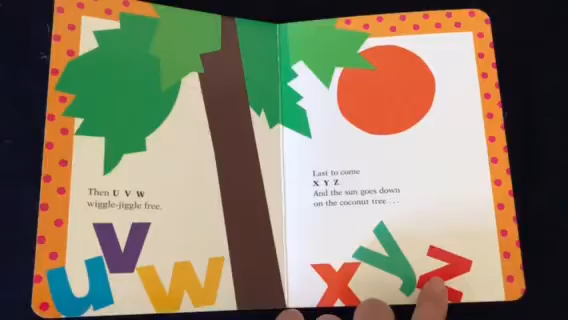 Then U V W
wiggle-jiggle free.
u v w
Last to come
X Y Z
And the sun goes down
on the coconut tree . . .
x y z